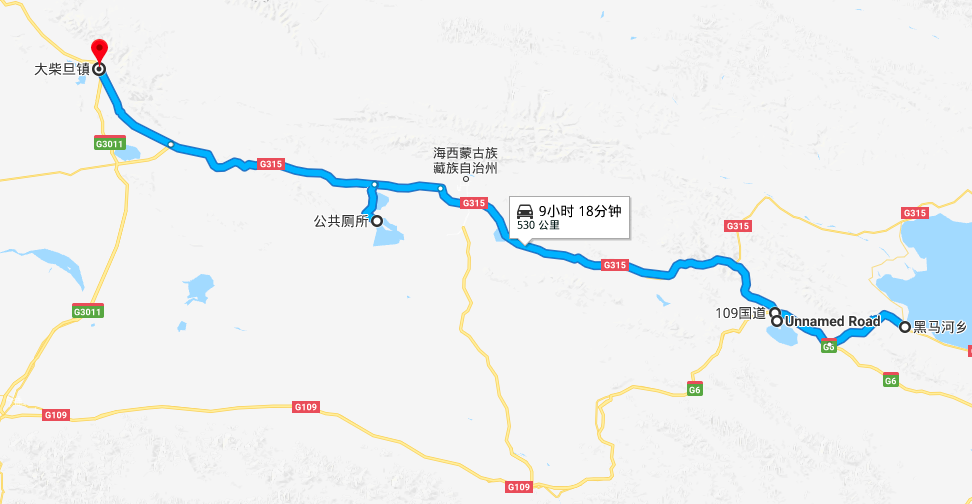 大柴旦镇
G3011
G315
海西蒙古族
藏族自治州
G315
9小时 18分钟
530 公里
G315
G315
公共厕所
G315
G3011
109国道
Unnamed Road
黑马河乡
G6
G6
G6
G109
G109
G109